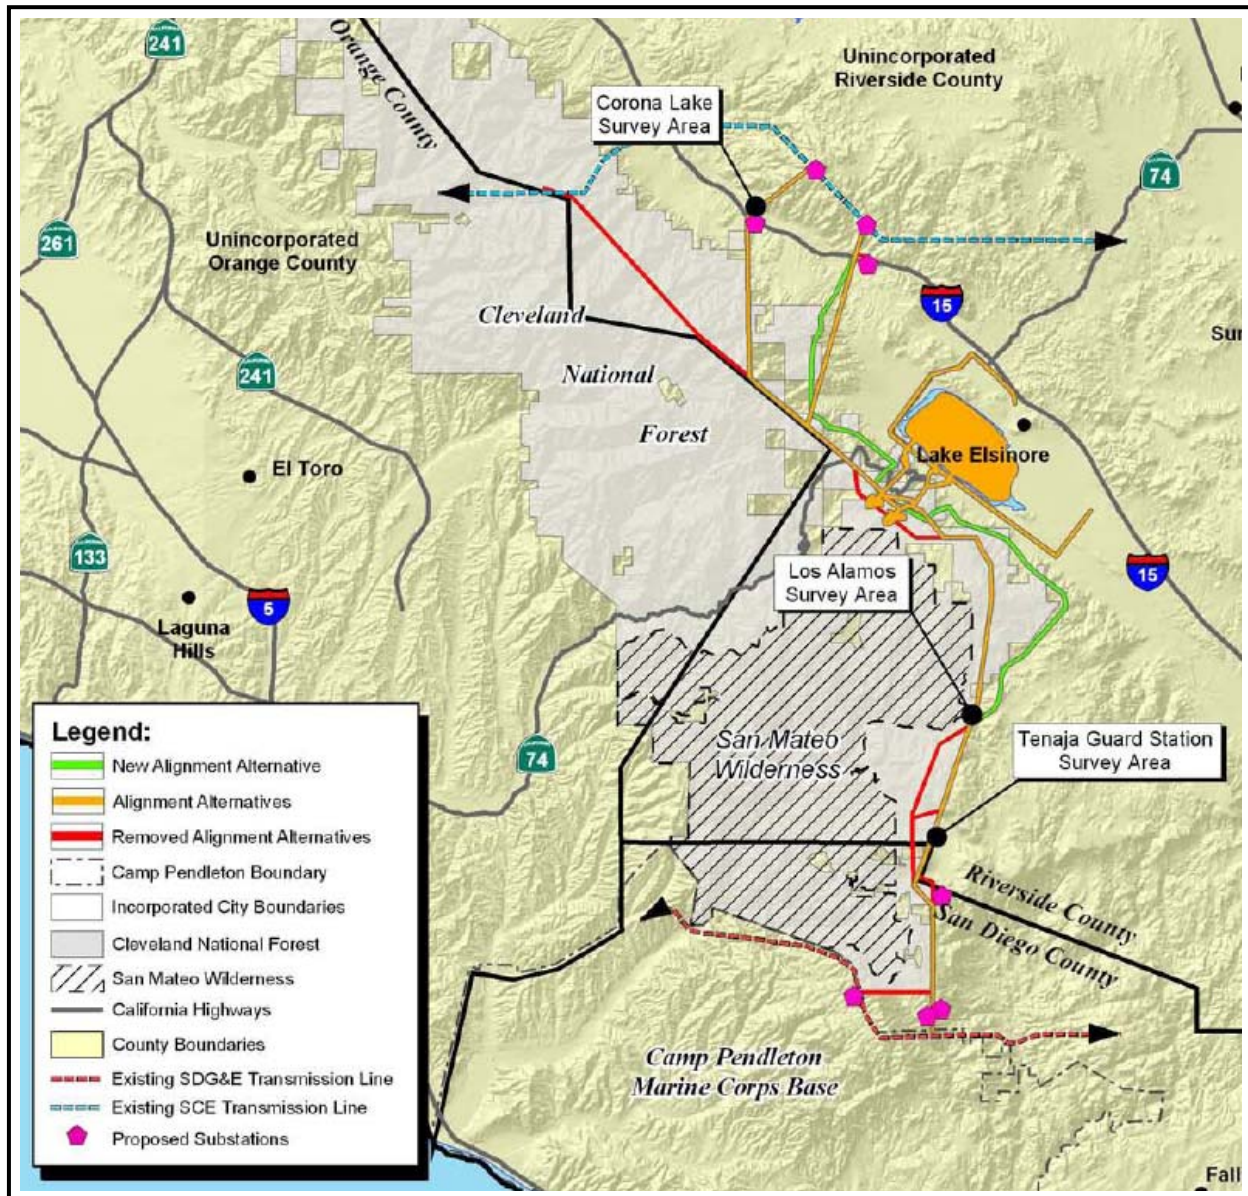 241
Orange County
Unincorporated
Riverside County
Corona Lake
Survey Area
74
261
Unincorporated
Orange County
15
Cleveland
Sun
241
National
Forest
Lake Elsinore
El Toro
133
Los Alamos
Survey Area
15
5
Laguna
Hills
74
San Mateo
Wilderness
Tenaja Guard Station
Survey Area
Riverside County
San Diego County
Camp Pendleton
Marine Corps Base
Fall
Legend:
New Alignment Alternative
Alignment Alternatives
Removed Alignment Alternatives
Camp Pendleton Boundary
Incorporated City Boundaries
Cleveland National Forest
San Mateo Wilderness
California Highways
County Boundaries
Existing SDG&E Transmission Line
Existing SCE Transmission Line
Proposed Substations